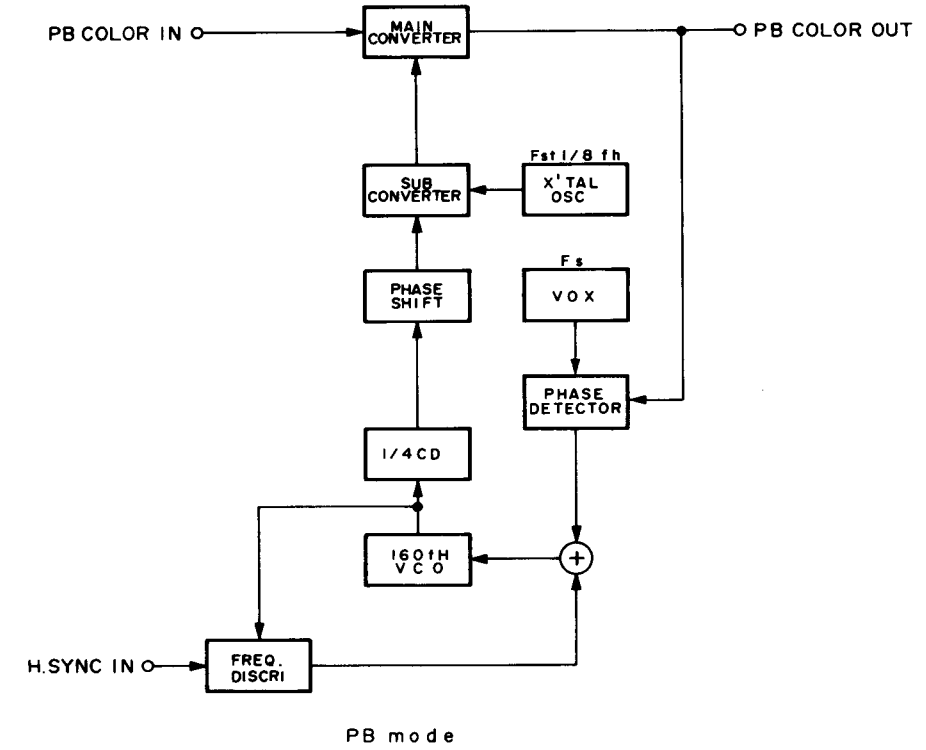 MAIN
CONVERTER
PB COLOR IN
PB COLOR OUT
Fst 1/8 fh
SUB
CONVERTER
X'TAL
OSC
Fs
PHASE
SHIFT
VOX
PHASE
DETECTOR
1/4CD
+
160fH
VCO
H.SYNC IN
FREQ.
DISCRI
PB mode